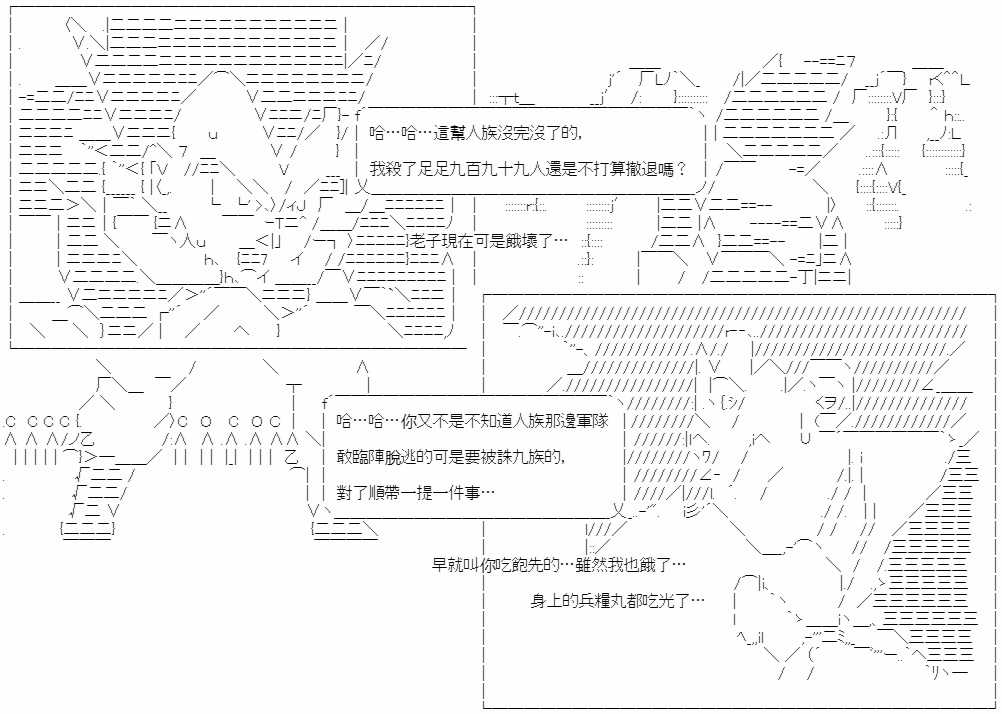 哈…哈…這幫人族沒完沒了的,
我殺了足足九百九十九人還是不打算撤退嗎？
老子現在可是餓壞了…
哈…哈…你又不是不知道人族那邊軍隊
敢臨陣脫逃的可是要被誅九族的,
對了順帶一提一件事…
早就叫你吃飽先的…雖然我也餓了…
身上的兵糧丸都吃光了…